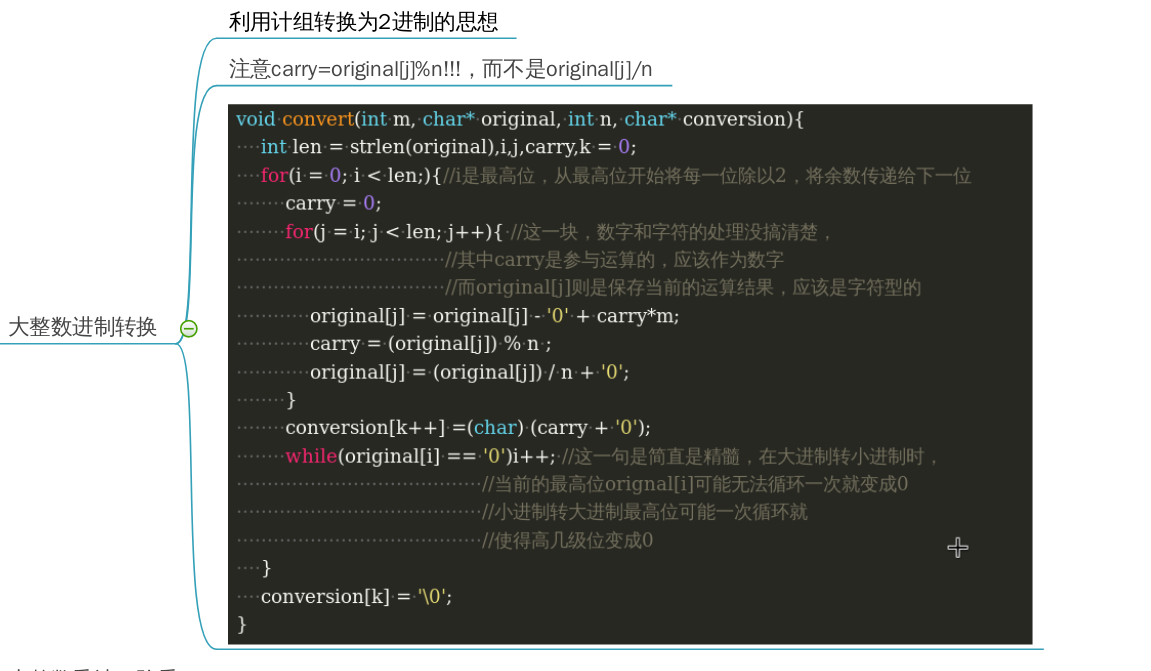 利用计组转换为2进制的思想
注意carry=original[j]%n!!!，而不是original[j]/n
大整数进制转换
void convert(int m, char* original, int n, char* conversion){
    int len = strlen(original),i,j,carry,k = 0;
    for(i = 0; i < len;){//i是最高位，从最高位开始将每一位除以2，将余数传递给下一位
        carry = 0;
        for(j = i; j < len; j++){ //这一块，数字和字符的处理没搞清楚，
                                  //其中carry是参与运算的，应该作为数字
                                  //而original[j]则是保存当前的运算结果，应该是字符型的
            original[j] = original[j] - '0' + carry*m;
            carry = (original[j]) % n ;
            original[j] = (original[j]) / n + '0';
        }
        conversion[k++] =(char) (carry + '0');
        while(original[i] == '0')i++; //这一句是简直是精髓，在大进制转小进制时，
                                        //当前的最高位orignal[i]可能无法循环一次就变成0
                                        //小进制转大进制最高位可能一次循环就
                                        //使得高几级位变成0
    }
    conversion[k] = '\0';
}